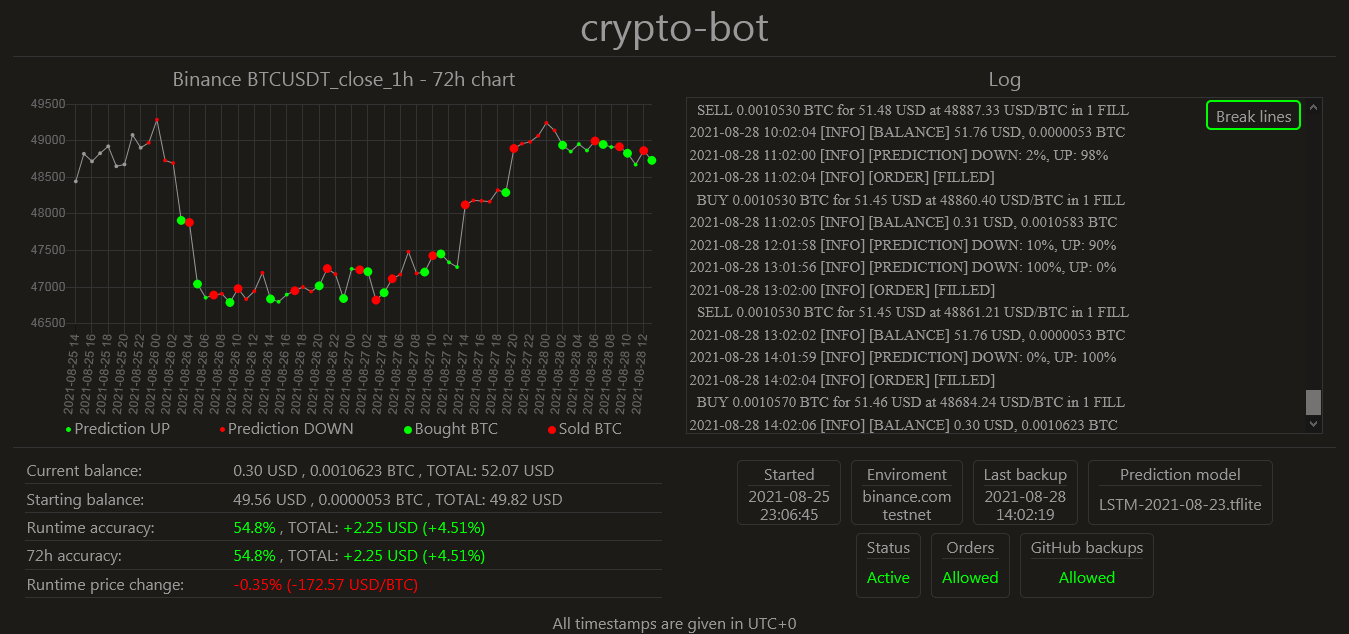 crypto-bot
Binance BTCUSDT_close_1h - 72h chart
49500
49000
48500
48000
47500
47000
46500
2021-08-25 14
2021-08-25 16
2021-08-25 18
2021-08-25 20
2021-08-25 22
2021-08-26 00
2021-08-26 02
2021-08-26 04
2021-08-26 06
2021-08-26 08
2021-08-26 10
2021-08-26 12
2021-08-26 14
2021-08-26 16
2021-08-26 18
2021-08-26 20
2021-08-26 22
2021-08-27 00
2021-08-27 02
2021-08-27 04
2021-08-27 06
2021-08-27 08
2021-08-27 10
2021-08-27 12
2021-08-27 14
2021-08-27 16
2021-08-27 18
2021-08-27 20
2021-08-27 22
2021-08-28 00
2021-08-28 02
2021-08-28 04
2021-08-28 06
2021-08-28 08
2021-08-28 10
2021-08-28 12
Prediction UP
Prediction DOWN
Bought BTC
Sold BTC
Log
Break lines
SELL 0.0010530 BTC for 51.48 USD at 48887.33 USD/BTC in 1 FILL
2021-08-28 10:02:04 [INFO] [BALANCE] 51.76 USD, 0.0000053 BTC
2021-08-28 11:02:00 [INFO] [PREDICTION] DOWN: 2%, UP: 98%
2021-08-28 11:02:04 [INFO] [ORDER] [FILLED]
BUY 0.0010530 BTC for 51.45 USD at 48860.40 USD/BTC in 1 FILL
2021-08-28 11:02:05 [INFO] [BALANCE] 0.31 USD, 0.0010583 BTC
2021-08-28 12:01:58 [INFO] [PREDICTION] DOWN: 10%, UP: 90%
2021-08-28 13:01:56 [INFO] [PREDICTION] DOWN: 100%, UP: 0%
2021-08-28 13:02:00 [INFO] [ORDER] [FILLED]
SELL 0.0010530 BTC for 51.45 USD at 48861.21 USD/BTC in 1 FILL
2021-08-28 13:02:02 [INFO] [BALANCE] 51.76 USD, 0.0000053 BTC
2021-08-28 14:01:59 [INFO] [PREDICTION] DOWN: 0%, UP: 100%
2021-08-28 14:02:04 [INFO] [ORDER] [FILLED]
BUY 0.0010570 BTC for 51.46 USD at 48684.24 USD/BTC in 1 FILL
2021-08-28 14:02:06 [INFO] [BALANCE] 0.30 USD, 0.0010623 BTC
Current balance: 0.30 USD , 0.0010623 BTC , TOTAL: 52.07 USD
Starting balance: 49.56 USD , 0.0000053 BTC , TOTAL: 49.82 USD
Runtime accuracy: 54.8% , TOTAL: +2.25 USD (+4.51%)
72h accuracy: 54.8% , TOTAL: +2.25 USD (+4.51%)
Runtime price change: -0.35% (-172.57 USD/BTC)
Started
2021-08-25
23:06:45
Enviroment
binance.com
testnet
Last backup
2021-08-28
14:02:19
Prediction model
LSTM-2021-08-23.tflite
Status
Active
Orders
Allowed
GitHub backups
Allowed
All timestamps are given in UTC+0